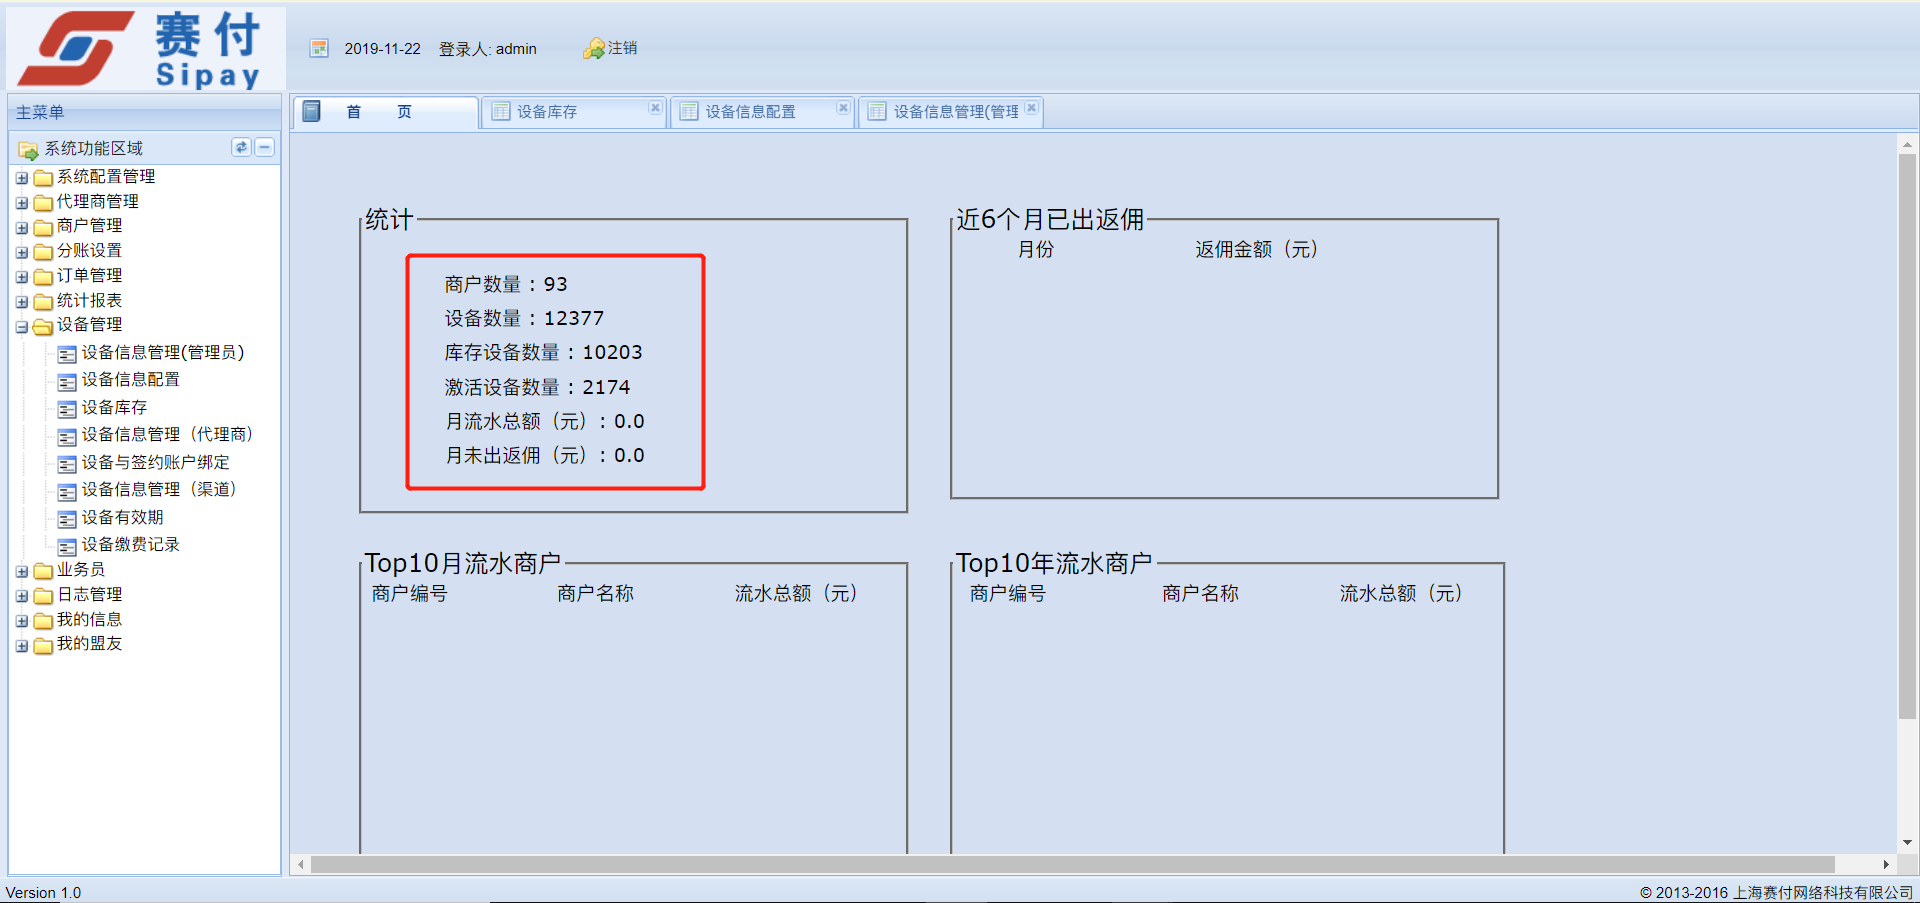 赛付
Sipay
2019-11-22 登录人: admin 注销
主菜单
系统功能区域
系统配置管理
代理商管理
商户管理
分账设置
订单管理
统计报表
设备管理
设备信息管理(管理员)
设备信息配置
设备库存
设备信息管理（代理商）
设备与签约账户绑定
设备信息管理（渠道）
设备有效期
设备缴费记录
业务员
日志管理
我的信息
我的盟友
首 页 设备库存 设备信息配置 设备信息管理(管理
统计
商户数量：93
设备数量：12377
库存设备数量：10203
激活设备数量：2174
月流水总额（元）：0.0
月未出返佣（元）：0.0
近6个月已出返佣
月份 返佣金额（元）
Top10月流水商户
商户编号 商户名称 流水总额（元）
Top10年流水商户
商户编号 商户名称 流水总额（元）
Version 1.0
© 2013-2016 上海赛付网络科技有限公司